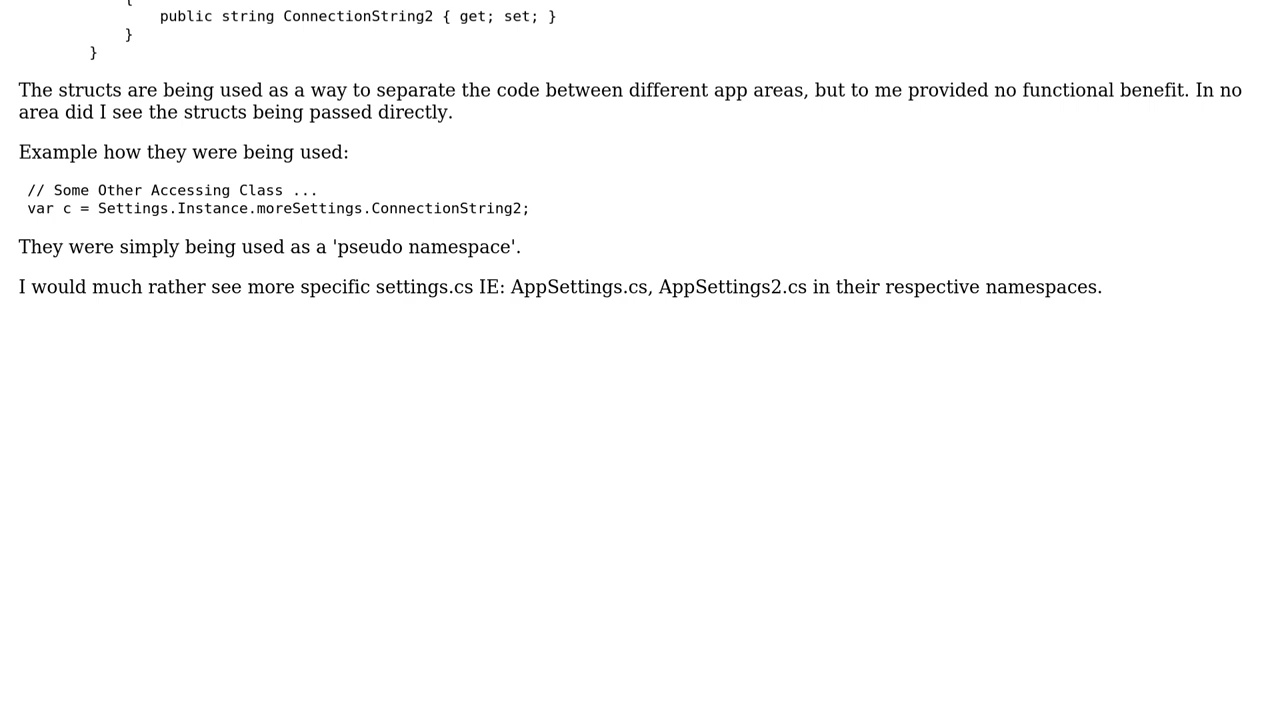 {
public string ConnectionString2 { get; set; }
}
}
The structs are being used as a way to separate the code between different app areas, but to me provided no functional benefit. In no
area did I see the structs being passed directly.
Example how they were being used:
// Some Other Accessing Class ...
var c = Settings.Instance.moreSettings.ConnectionString2;
They were simply being used as a 'pseudo namespace'.
I would much rather see more specific settings.cs IE: AppSettings.cs, AppSettings2.cs in their respective namespaces.